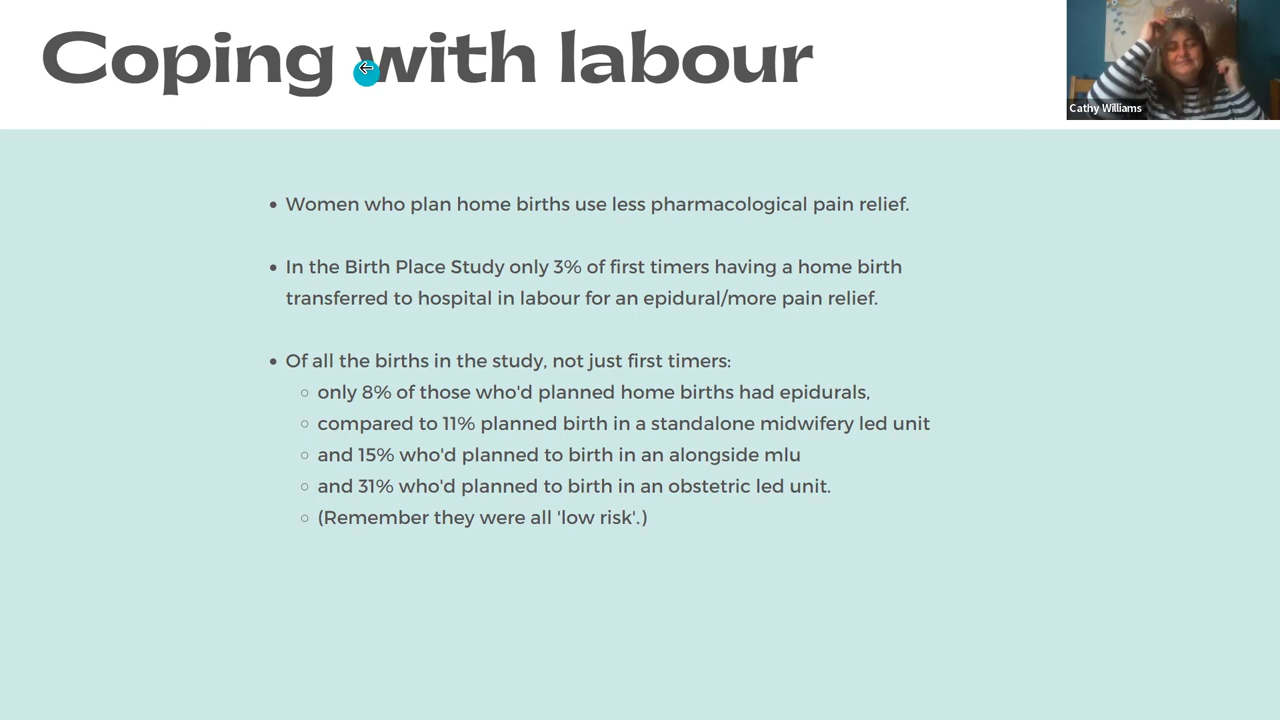 Coping with labour
Cathy Williams
• Women who plan home births use less pharmacological pain relief.
• In the Birth Place Study only 3% of first timers having a home birth
transferred to hospital in labour for an epidural/more pain relief.
• Of all the births in the study, not just first timers:
○ only 8% of those who'd planned home births had epidurals,
○ compared to 11% planned birth in a standalone midwifery led unit
○ and 15% who'd planned to birth in an alongside mlu
○ and 31% who'd planned to birth in an obstetric led unit.
○ (Remember they were all 'low risk'.)